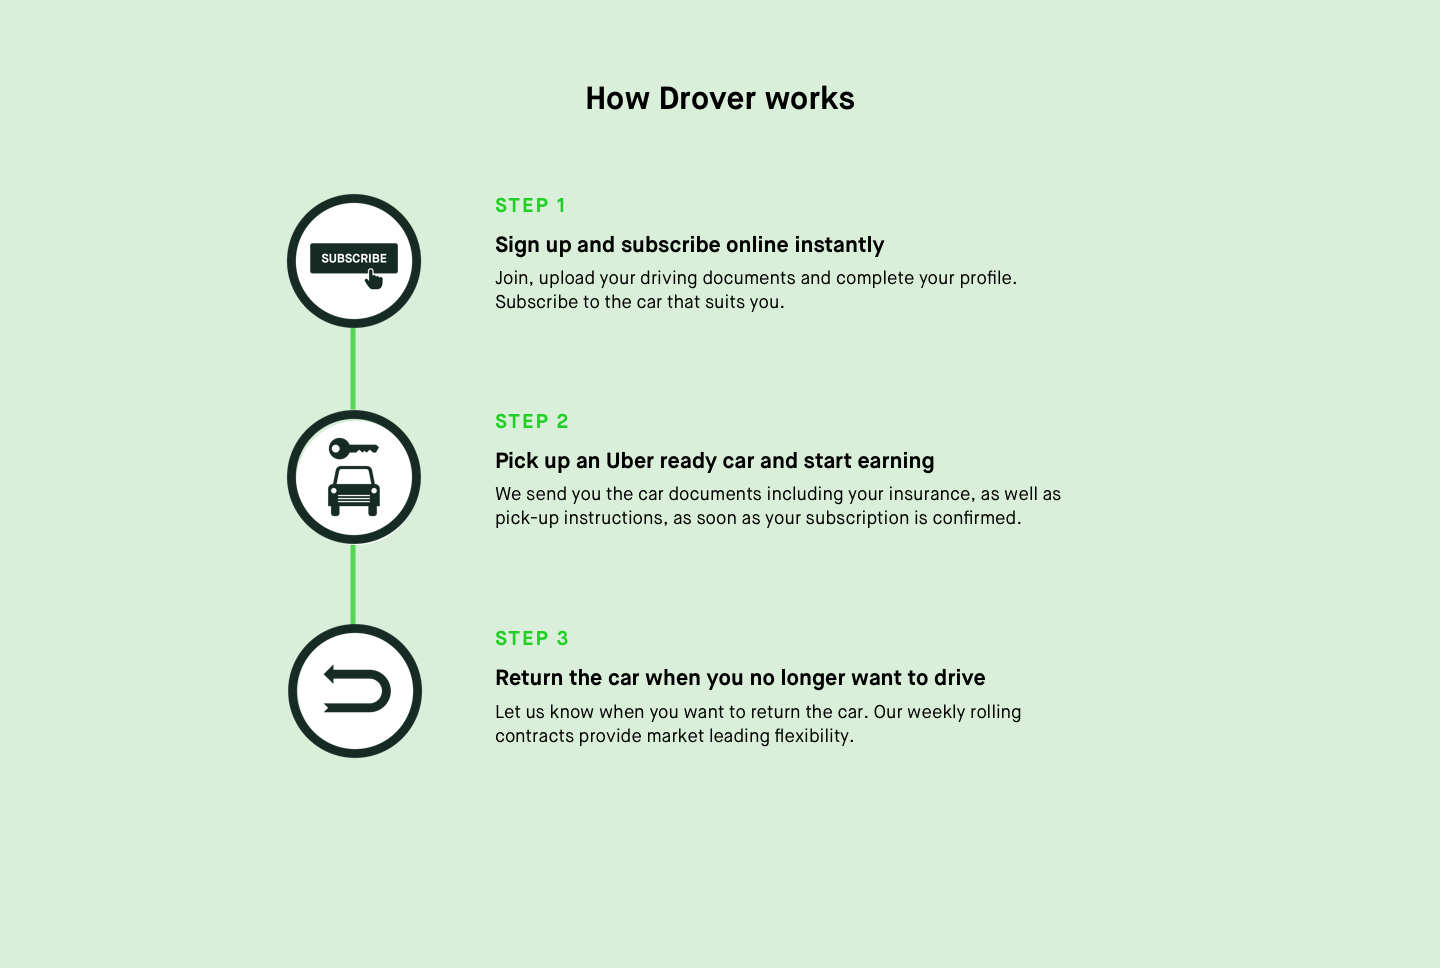 How Drover works
SUBSCRIBE
STEP 1
Sign up and subscribe online instantly
Join, upload your driving documents and complete your profile.
Subscribe to the car that suits you.
STEP 2
Pick up an Uber ready car and start earning
We send you the car documents including your insurance, as well as
pick-up instructions, as soon as your subscription is confirmed.
STEP 3
Return the car when you no longer want to drive
Let us know when you want to return the car. Our weekly rolling
contracts provide market leading flexibility.